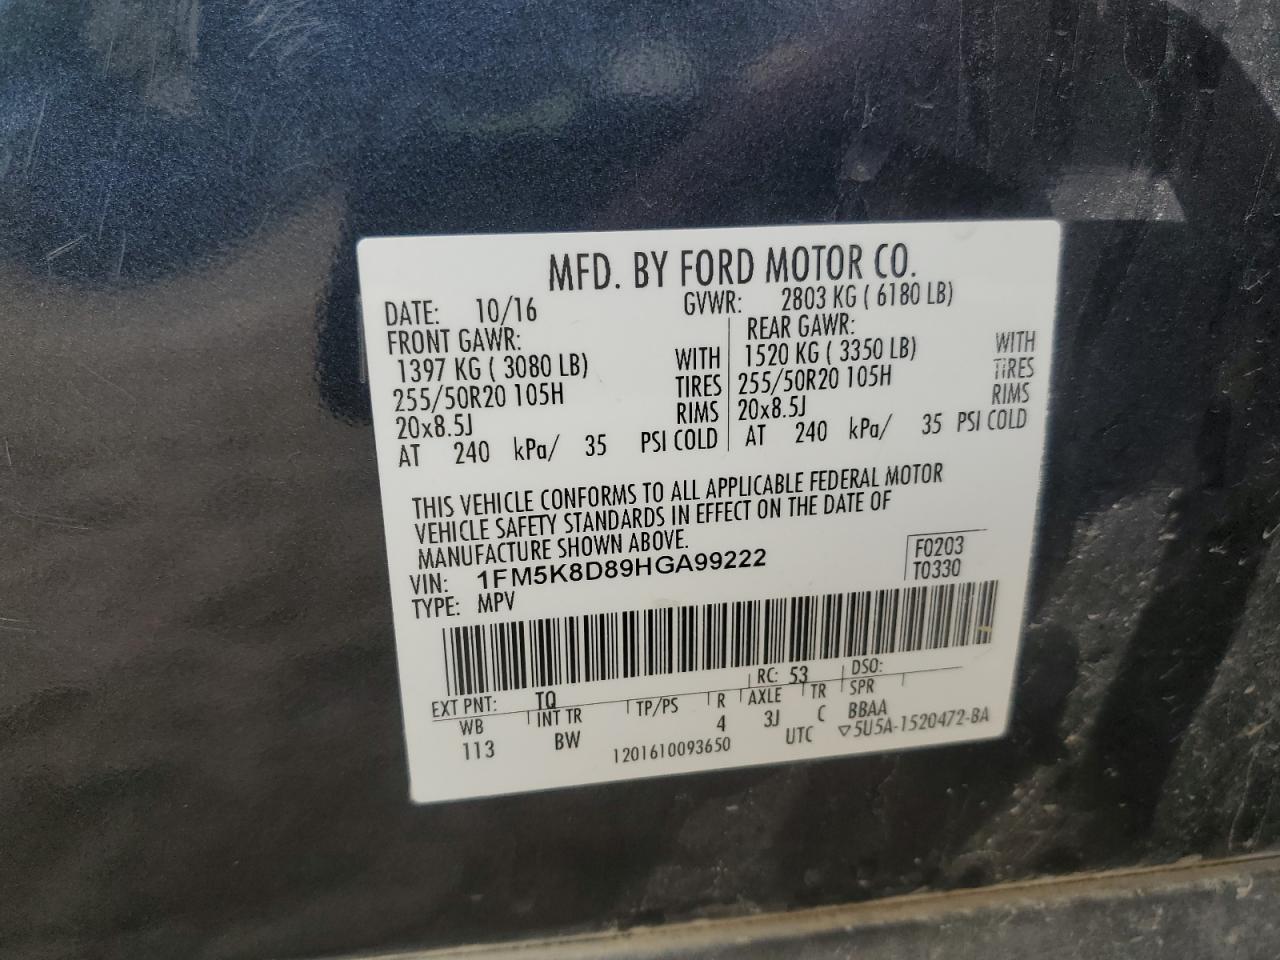 MFD. BY FORD MOTOR CO.
DATE: 10/16 GVWR: 2803 KG ( 6180 LB)
FRONT GAWR: REAR GAWR:
1397 KG ( 3080 LB) WITH 1520 KG ( 3350 LB) WITH
255/50R20 105H TIRES 255/50R20 105H TIRES
20x8.5J RIMS 20x8.5J RIMS
AT 240 kPa/ 35 PSI COLD AT 240 kPa/ 35 PSI COLD
THIS VEHICLE CONFORMS TO ALL APPLICABLE FEDERAL MOTOR
VEHICLE SAFETY STANDARDS IN EFFECT ON THE DATE OF
MANUFACTURE SHOWN ABOVE.
VIN: 1FM5K8D89HGA99222 F0203
TYPE: MPV T0330
EXT PNT: TQ RC: 53 DSO:
WB INT TR TP/PS R AXLE TR SPR
113 BW 4 3J C BBAA
1201610093650 UTC ▽5U5A-1520472-BA